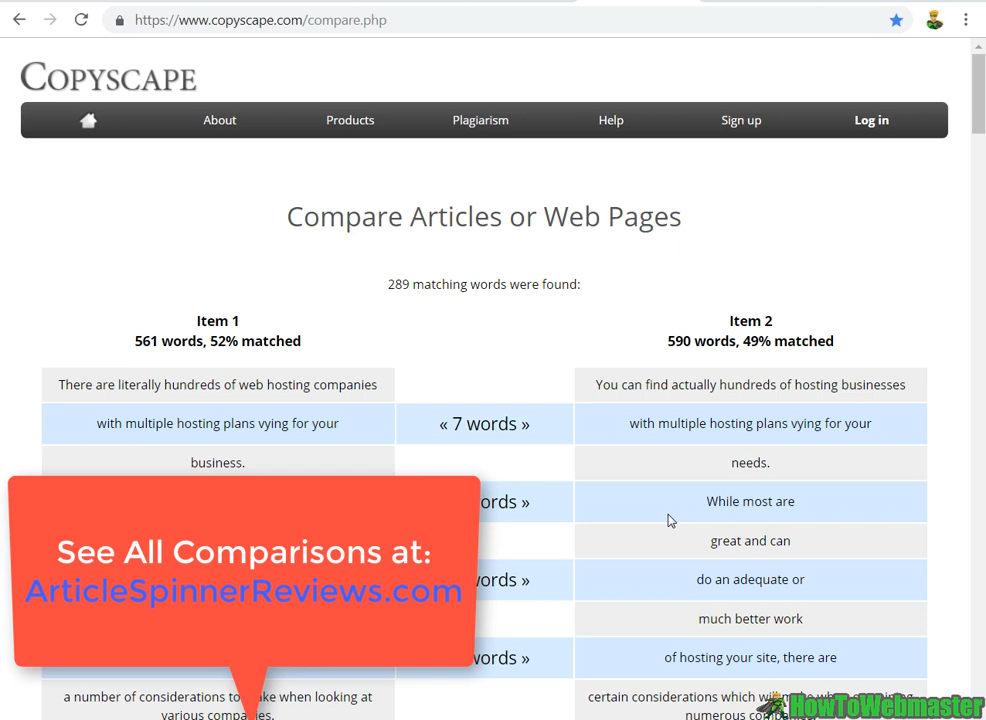 https://www.copyscape.com/compare.php
COPYSCAPE
About Products Plagiarism Help Sign up Log in
Compare Articles or Web Pages
289 matching words were found:
Item 1
561 words, 52% matched
Item 2
590 words, 49% matched
There are literally hundreds of web hosting companies
You can find actually hundreds of hosting businesses
with multiple hosting plans vying for your
« 7 words »
with multiple hosting plans vying for your
business.
needs.
ords »
While most are
great and can
words »
do an adequate or
much better work
words »
of hosting your site, there are
See All Comparisons at:
ArticleSpinnerReviews.com
a number of considerations to take when looking at
various companies.
certain considerations which will
numerous
HowToWebmaster